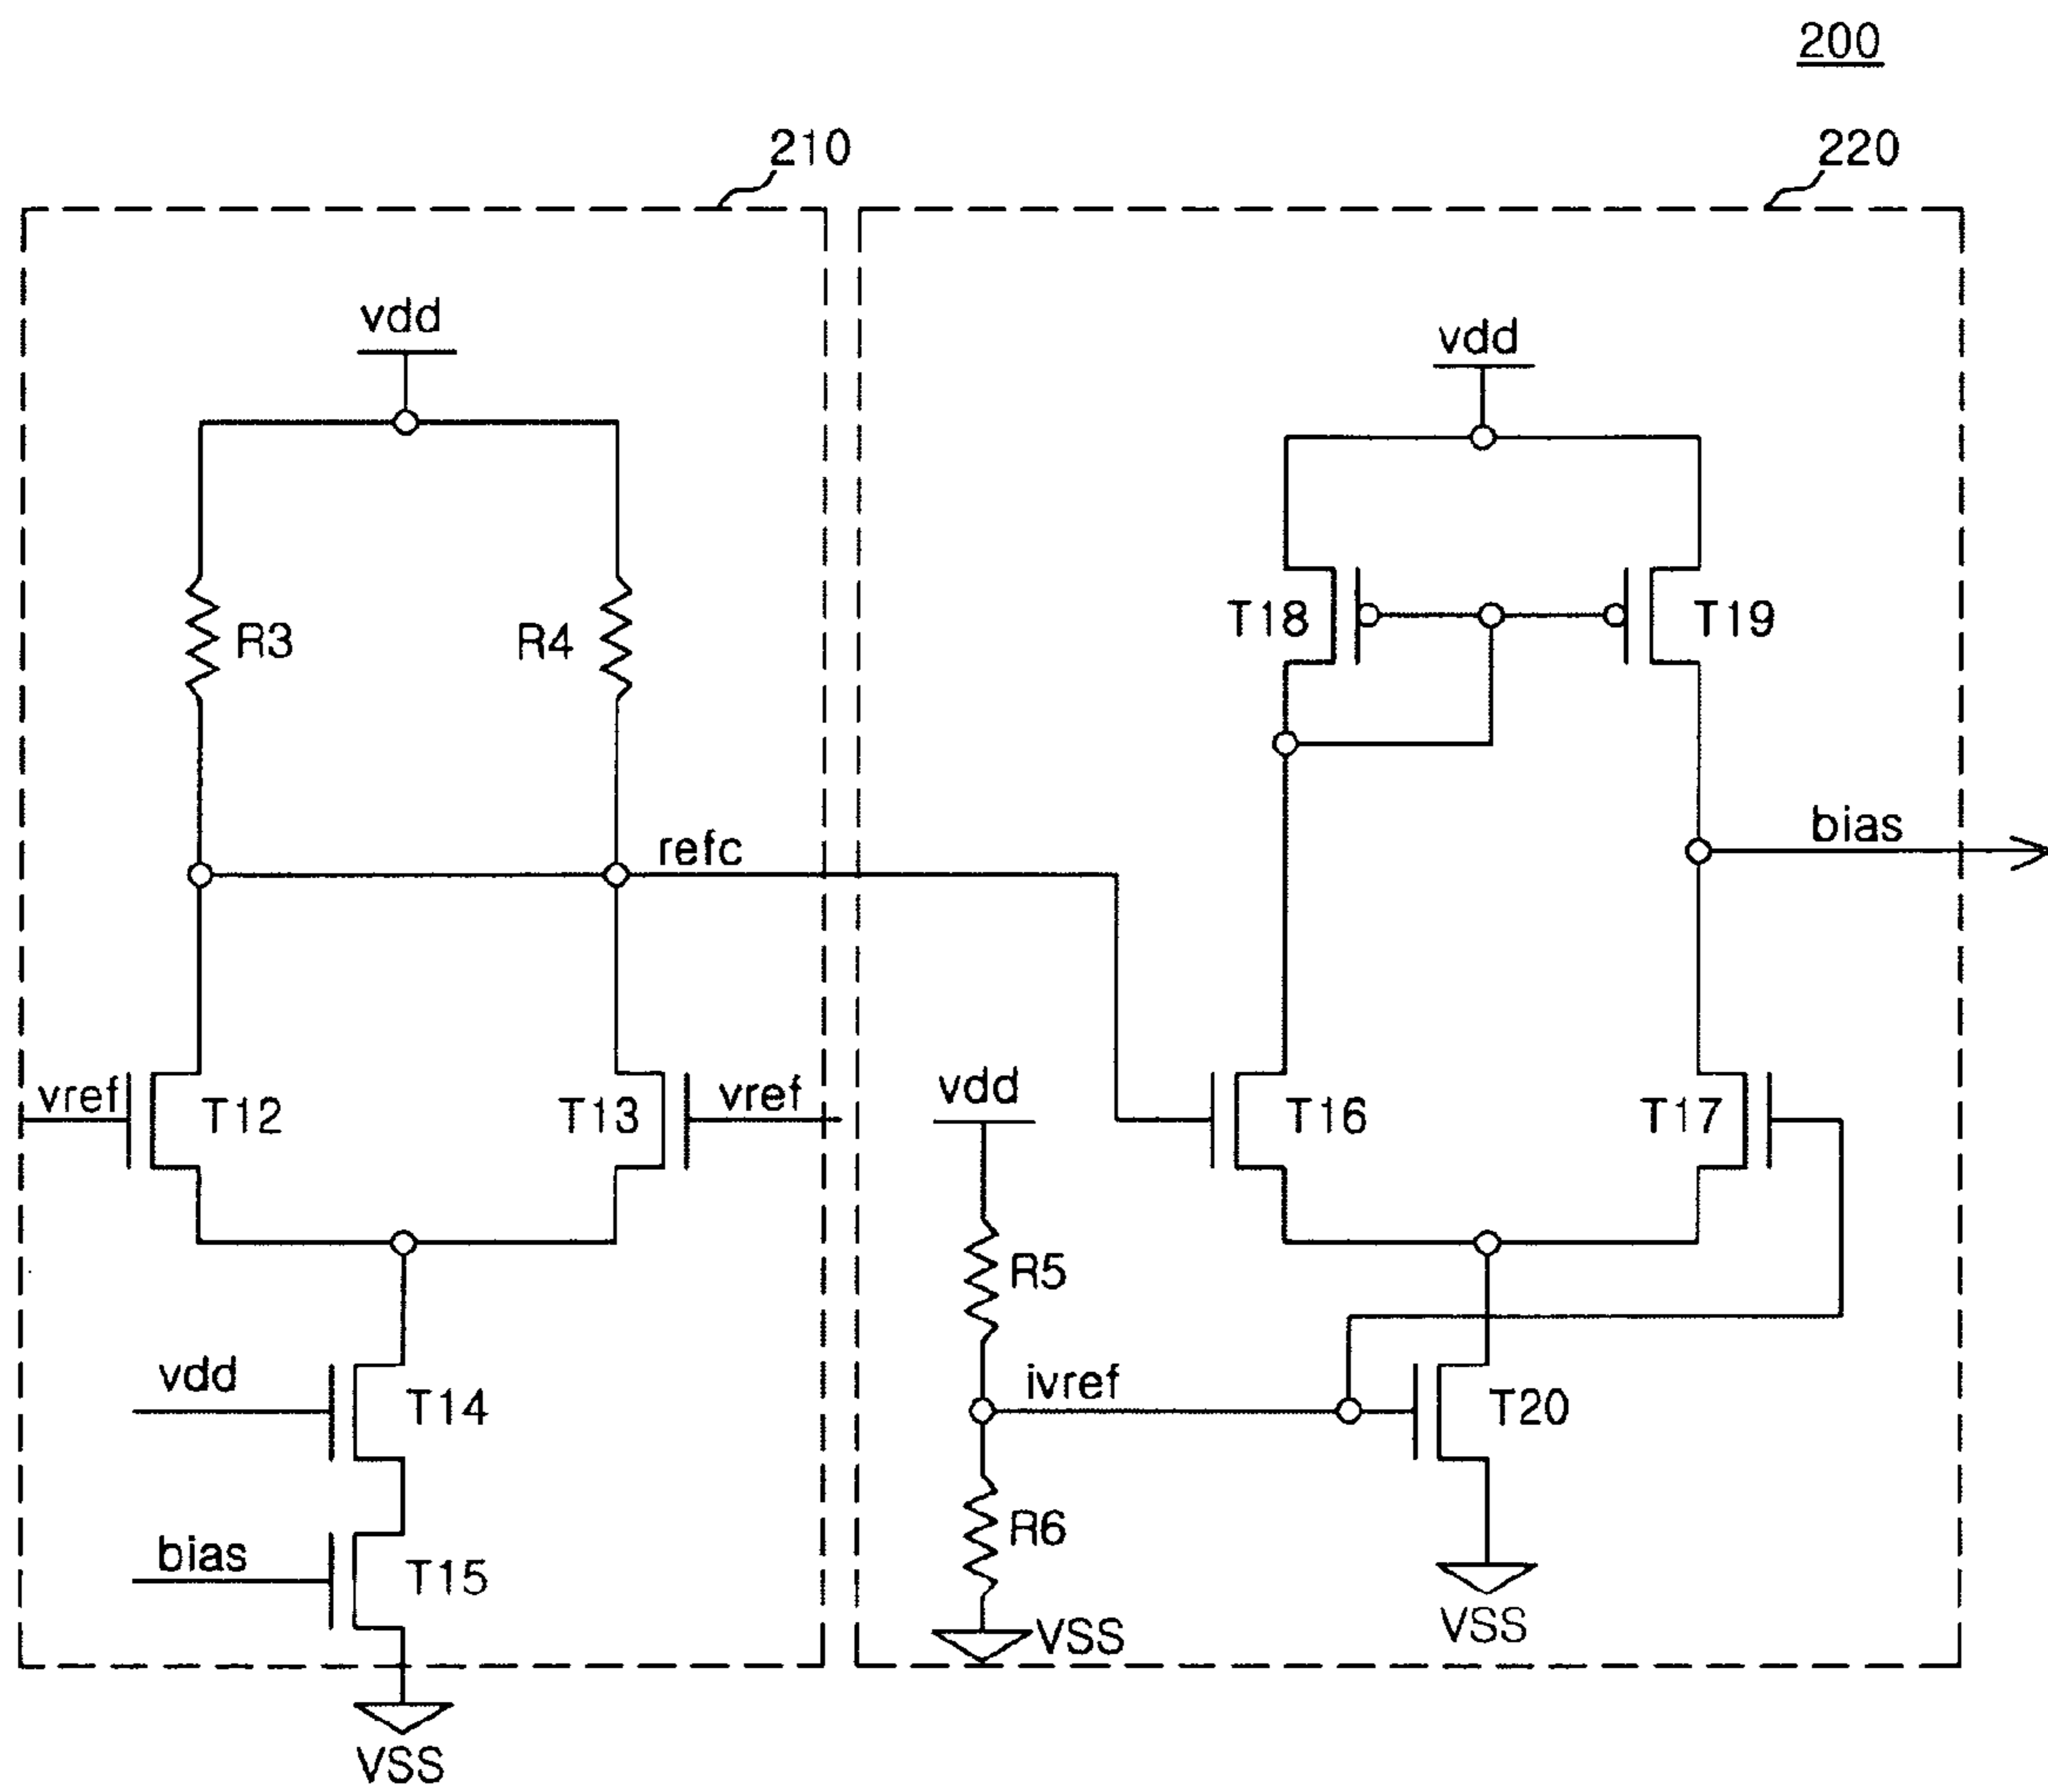 200
210
220
vdd
vdd
R3
R4
T18
T19
refc
bias
vref
T12
T13
vref
vdd
T16
T17
R5
vdd
T14
ivref
T20
bias
T15
R6
VSS
VSS
VSS